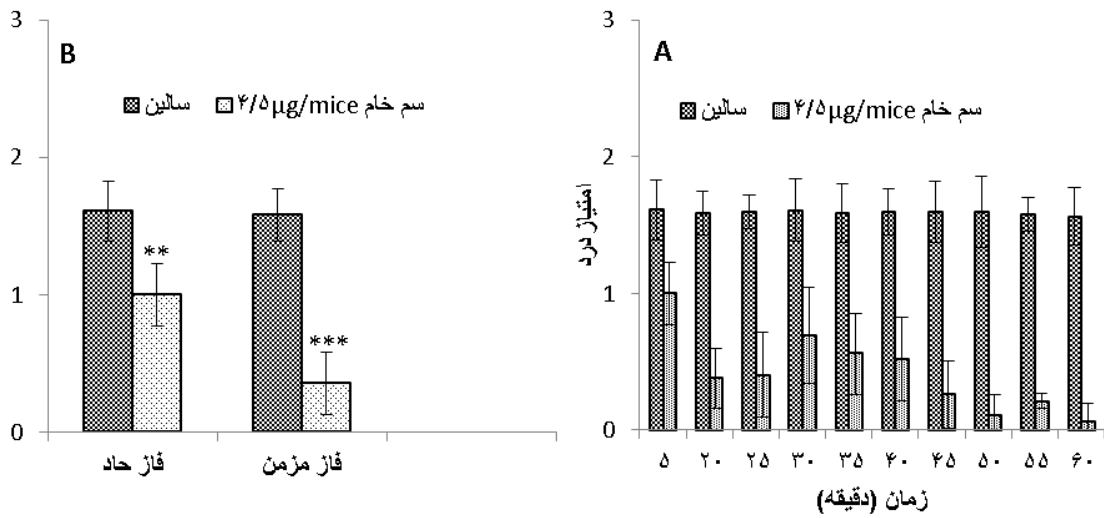 B
سالین
۴/۵µg/mice سم خام
3
2
1
0
**
***
فاز حاد
فاز مزمن
A
سالین
۴/۵µg/mice سم خام
امتیاز درد
3
2
1
0
۵ ۲۰ ۲۵ ۳۰ ۳۵ ۴۰ ۴۵ ۵۰ ۵۵ ۶۰
زمان (دقیقه)